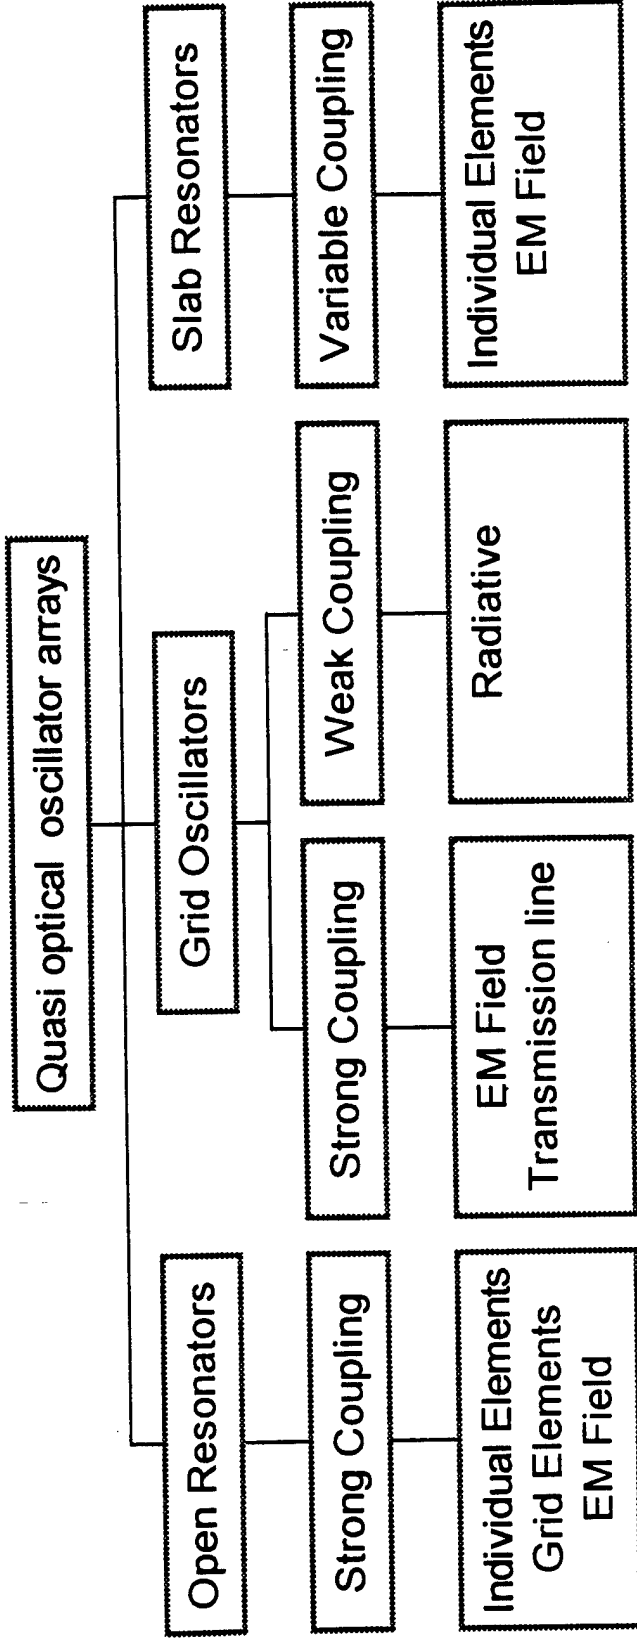 Quasi optical oscillator arrays
Open Resonators
Grid Oscillators
Slab Resonators
Strong Coupling
Strong Coupling
Weak Coupling
Variable Coupling
Individual Elements
Grid Elements
EM Field
EM Field
Transmission line
Radiative
Individual Elements
EM Field